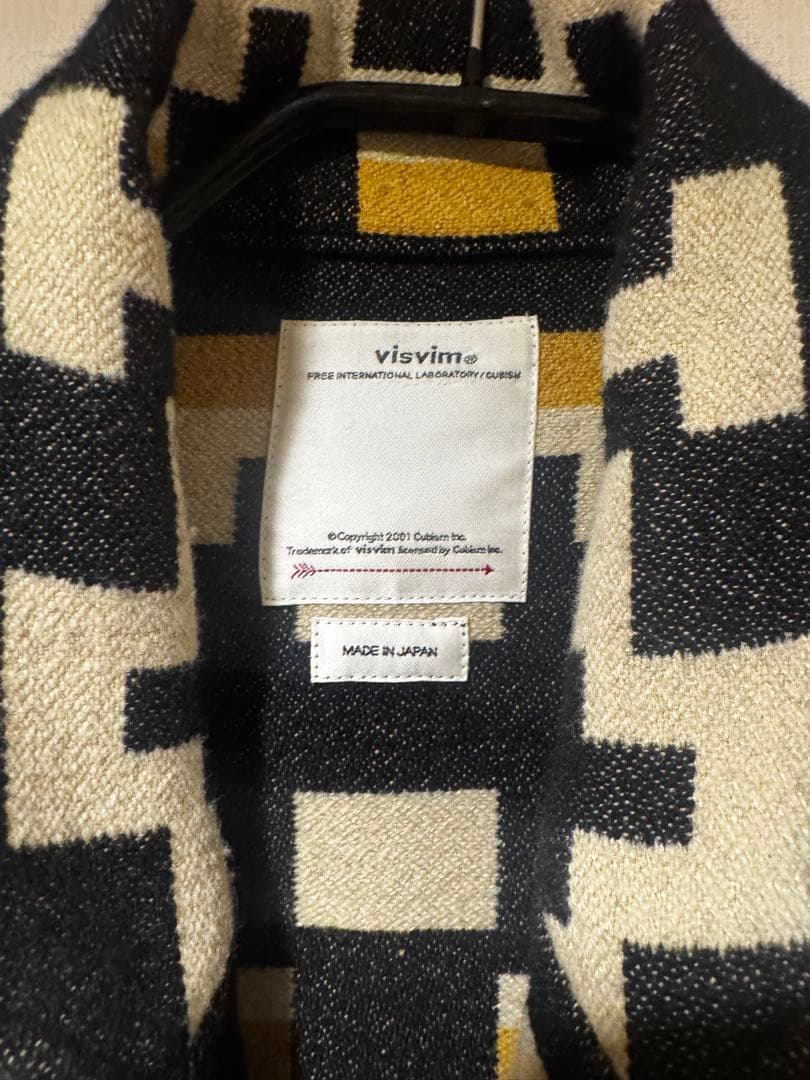 visvim®
FREE INTERNATIONAL LABORATORY / CUBISM
©Copyright 2001 Cubism Inc.
Trademark of visvim licensed by Cubism Inc.
MADE IN JAPAN